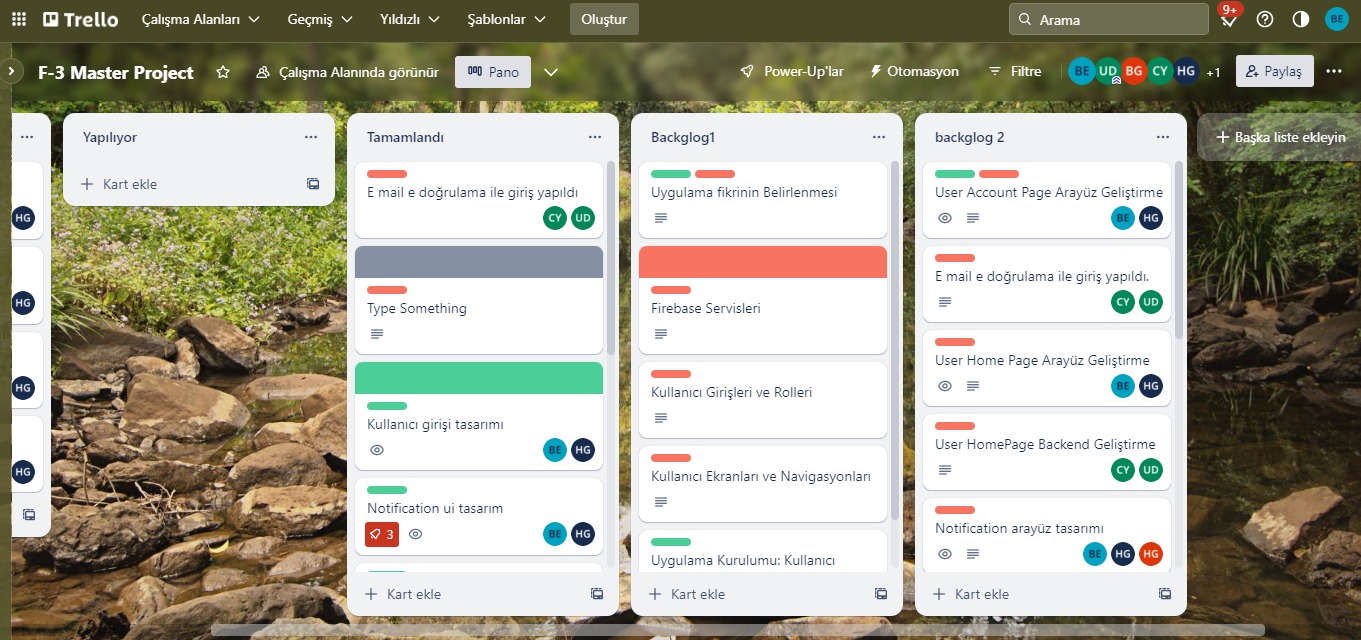 Trello
Çalışma Alanları
Geçmiş
Yıldızlı
Şablonlar
Oluştur
Arama
9+
BE
F-3 Master Project
Çalışma Alanında görünür
Pano
Power-Up'lar
Otomasyon
Filtre
BE
UD
BG
CY
HG
+1
Paylaş
HG
HG
HG
HG
Yapılıyor
Kart ekle
Tamamlandı
E mail e doğrulama ile giriş yapıldı
CY
UD
Type Something
Kullanıcı girişi tasarımı
BE
HG
Notification ui tasarım
3
BE
HG
Kart ekle
Backglog1
Uygulama fikrinin Belirlenmesi
Firebase Servisleri
Kullanıcı Girişleri ve Rolleri
Kullanıcı Ekranları ve Navigasyonları
Uygulama Kurulumu: Kullanıcı
Kart ekle
backglog 2
User Account Page Arayüz Geliştirme
BE
HG
E mail e doğrulama ile giriş yapıldı.
CY
UD
User Home Page Arayüz Geliştirme
BE
HG
User HomePage Backend Geliştirme
CY
UD
Notification arayüz tasarımı
BE
HG
HG
Kart ekle
Başka liste ekleyin